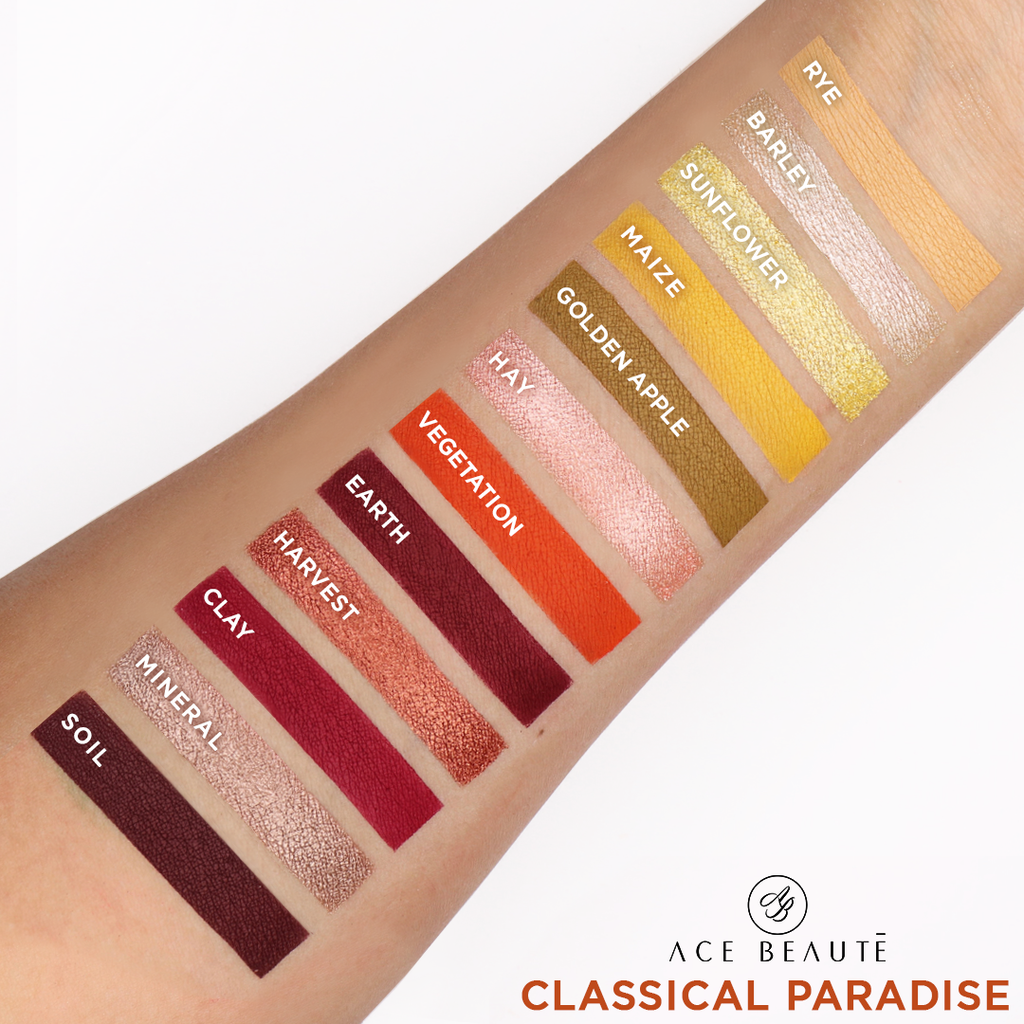 RYE
BARLEY
SUNFLOWER
MAIZE
GOLDEN APPLE
HAY
VEGETATION
EARTH
HARVEST
CLAY
MINERAL
SOIL
AB
ACE BEAUTĒ
CLASSICAL PARADISE